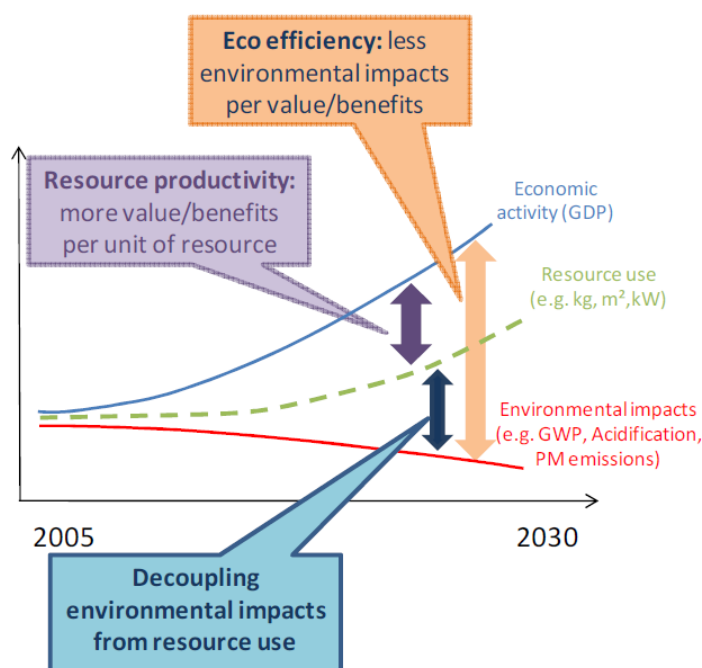 Eco efficiency: less
environmental impacts
per value/benefits
Resource productivity:
more value/benefits
per unit of resource
Economic
activity (GDP)
Resource use
(e.g. kg, m²,kW)
Environmental impacts
(e.g. GWP, Acidification,
PM emissions)
2005
2030
Decoupling
environmental impacts
from resource use